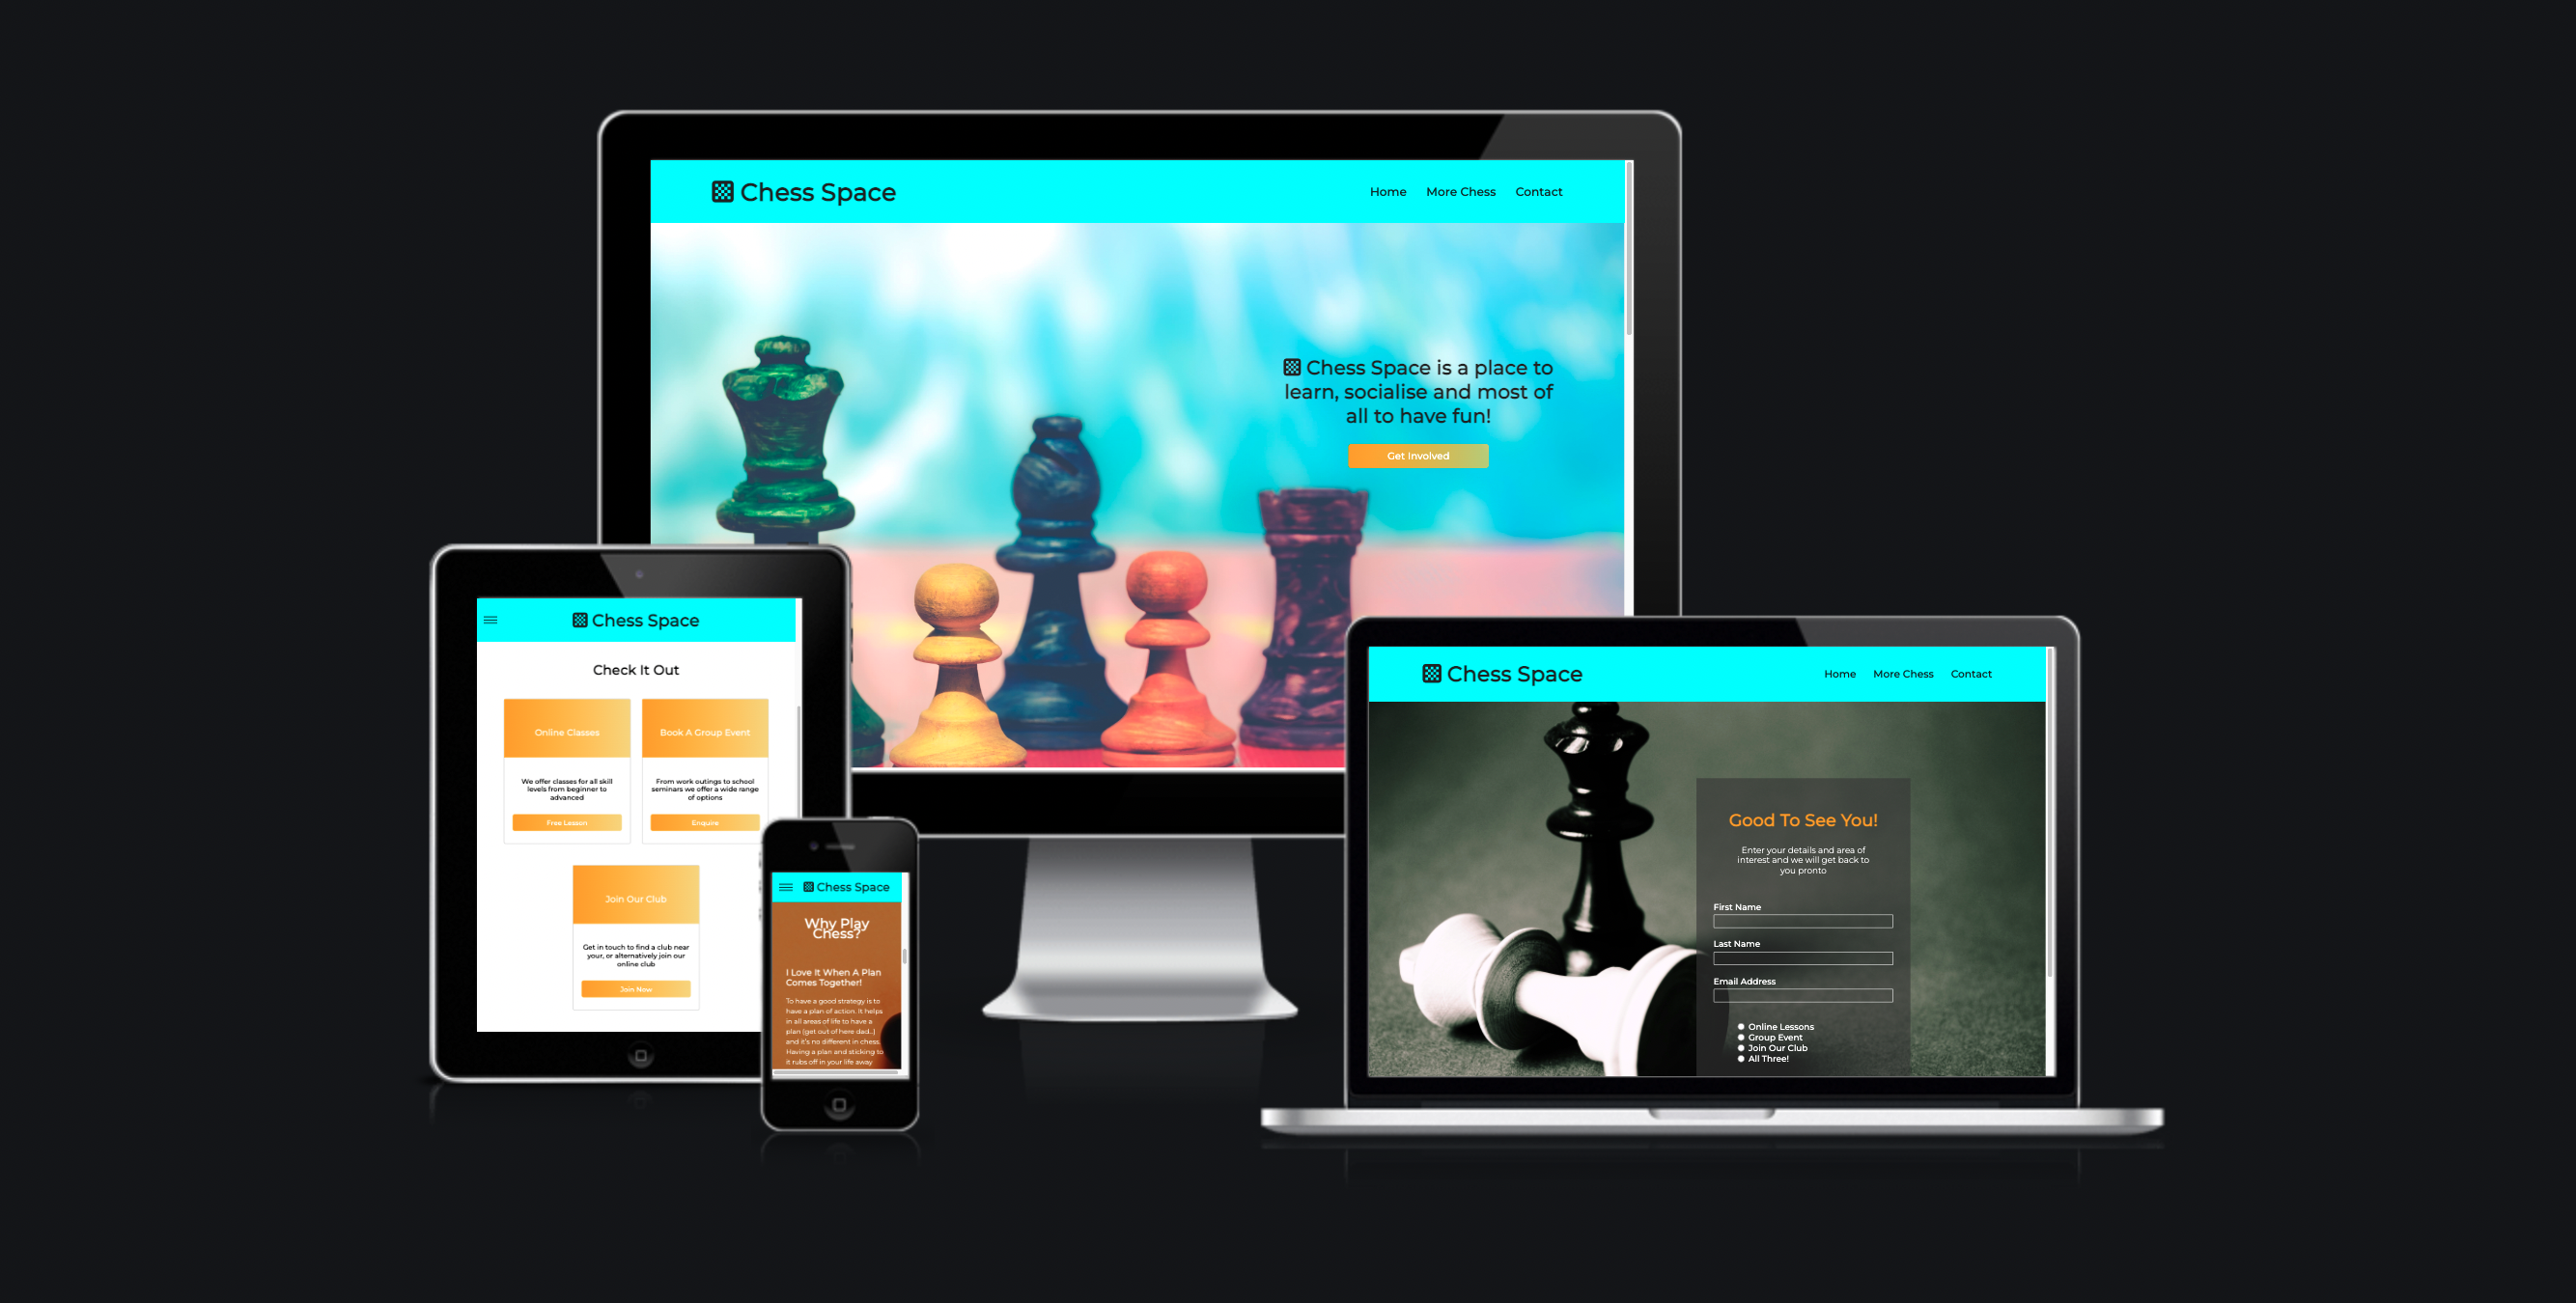 Chess Space
Home More Chess Contact
Chess Space is a place to
learn, socialise and most of
all to have fun!
Get Involved
Chess Space
Check It Out
Online Classes
We offer classes for all skill
levels from beginner to
advanced
Free Lesson
Book A Group Event
From work outings to school
seminars we offer a wide range
of options
Enquire
Join Our Club
Get in touch to find a club near
your, or alternatively join our
online club
Join Now
Chess Space
Why Play
Chess?
I Love It When A Plan
Comes Together!
To have a good strategy is to
have a plan of action. It helps
in all areas of life to have a
plan (get out of here dad..)
and it's no different in chess.
Having a plan and sticking to
it rubs off in your life away
Chess Space
Home More Chess Contact
Good To See You!
Enter your details and area of
interest and we will get back to
you pronto
First Name
Last Name
Email Address
Online Lessons
Group Event
Join Our Club
All Three!